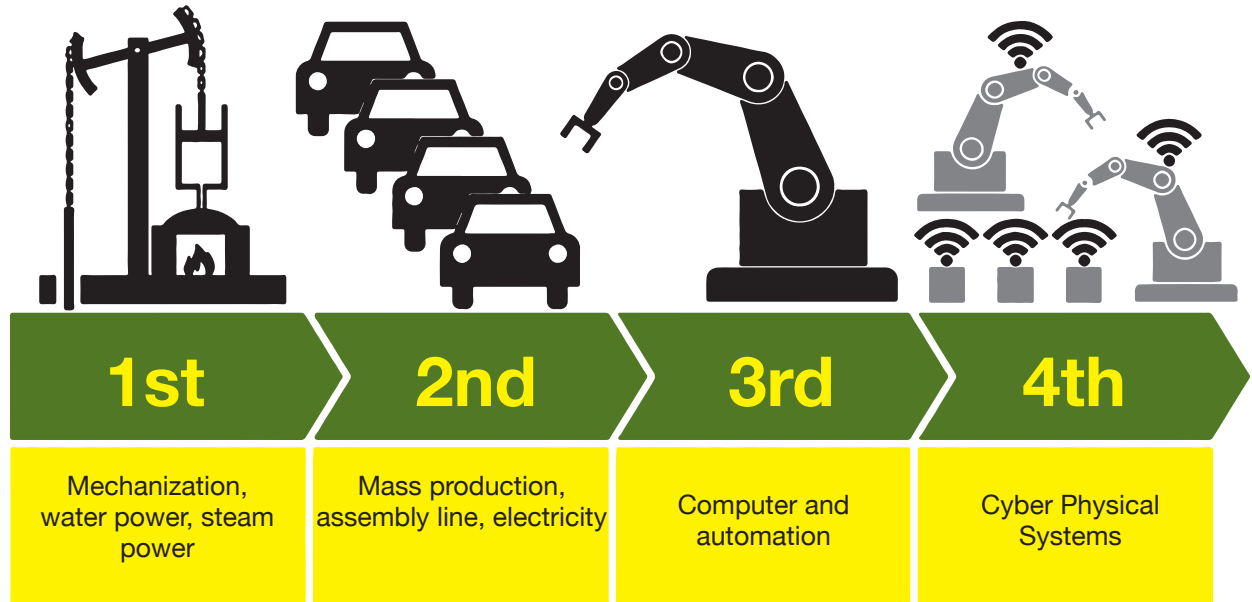 1st
2nd
3rd
4th
Mechanization,
water power, steam
power
Mass production,
assembly line, electricity
Computer and
automation
Cyber Physical
Systems